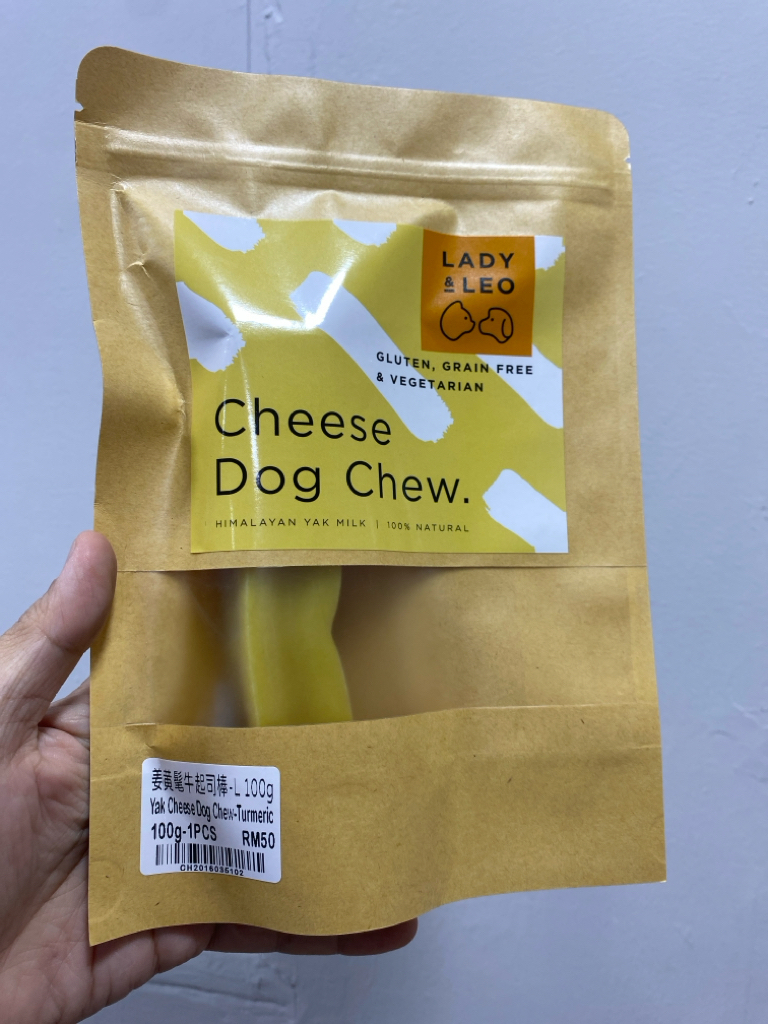 LADY
& LEO
GLUTEN, GRAIN FREE
& VEGETARIAN
Cheese
Dog Chew.
HIMALAYAN YAK MILK | 100% NATURAL
姜黃氂牛起司棒-L 100g
Yak Cheese Dog Chew-Turmeric
100g-1PCS RM50
CH2016035102